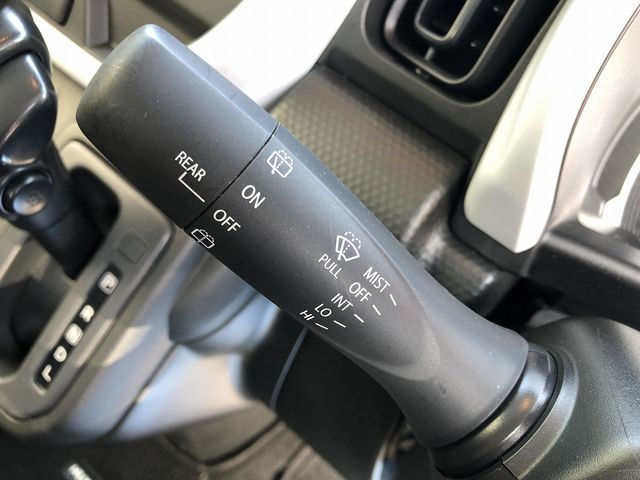 REAR
ON
OFF
PULL
MIST
OFF
INT
LO
HI